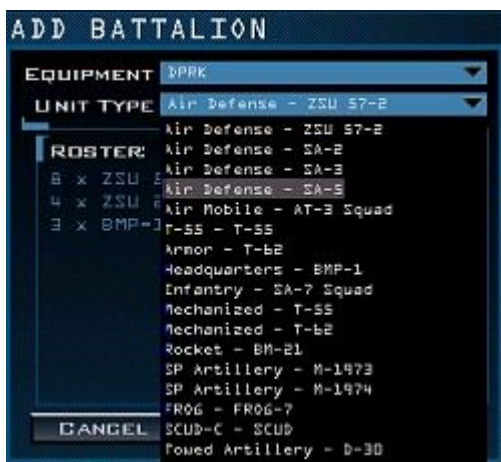 ADD BATTALION
EQUIPMENT DPRK
UNIT TYPE Air Defense - ZSU 57-2
Air Defense - ZSU 57-2
ROSTER:
Air Defense - SA-2
Air Defense - SA-3
8 x ZSU 5
Air Defense - SA-5
4 x ZSU
Air Mobile - AT-3 Squad
3 x BMP-1
T-55 - T-55
Armor - T-62
Headquarters - BMP-1
Infantry - SA-7 Squad
Mechanized - T-55
Mechanized - T-62
Rocket - BM-21
SP Artillery - M-1973
SP Artillery - M-1974
FROG - FROG-7
CANCEL
SCUD-C - SCUD
Towed Artillery - D-30